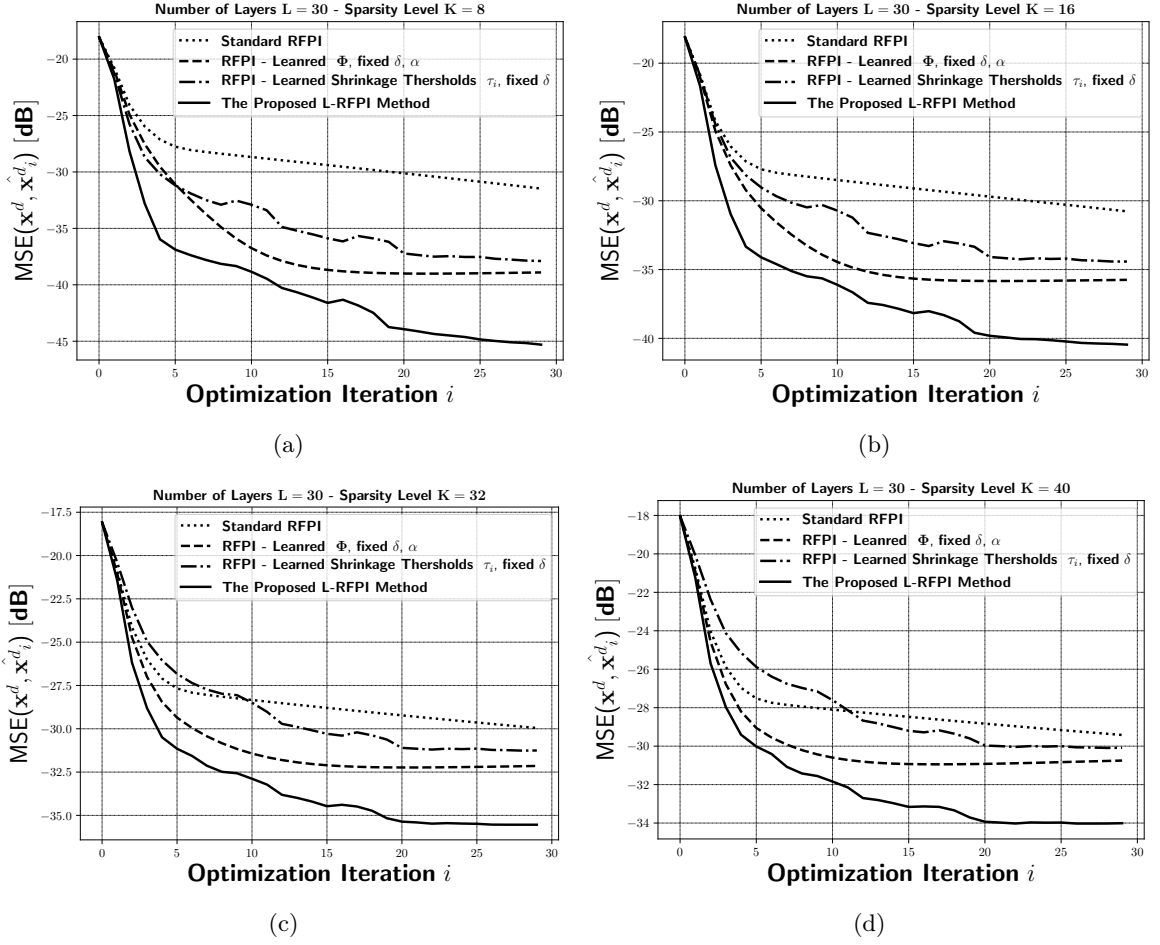 Number of Layers L = 30 - Sparsity Level K = 8
Standard RFPI
RFPI - Leanred Φ, fixed δ, α
RFPI - Learned Shrinkage Thersholds τ_i, fixed δ
The Proposed L-RFPI Method
MSE(x^d, x̂^d_i) [dB]
−20
−25
−30
−35
−40
−45
0 5 10 15 20 25 30
Optimization Iteration i
(a)
Number of Layers L = 30 - Sparsity Level K = 16
Standard RFPI
RFPI - Leanred Φ, fixed δ, α
RFPI - Learned Shrinkage Thersholds τ_i, fixed δ
The Proposed L-RFPI Method
MSE(x^d, x̂^d_i) [dB]
−20
−25
−30
−35
−40
0 5 10 15 20 25 30
Optimization Iteration i
(b)
Number of Layers L = 30 - Sparsity Level K = 32
Standard RFPI
RFPI - Leanred Φ, fixed δ, α
RFPI - Learned Shrinkage Thersholds τ_i, fixed δ
The Proposed L-RFPI Method
MSE(x^d, x̂^d_i) [dB]
−17.5
−20.0
−22.5
−25.0
−27.5
−30.0
−32.5
−35.0
0 5 10 15 20 25 30
Optimization Iteration i
(c)
Number of Layers L = 30 - Sparsity Level K = 40
Standard RFPI
RFPI - Leanred Φ, fixed δ, α
RFPI - Learned Shrinkage Thersholds τ_i, fixed δ
The Proposed L-RFPI Method
MSE(x^d, x̂^d_i) [dB]
−18
−20
−22
−24
−26
−28
−30
−32
−34
0 5 10 15 20 25 30
Optimization Iteration i
(d)